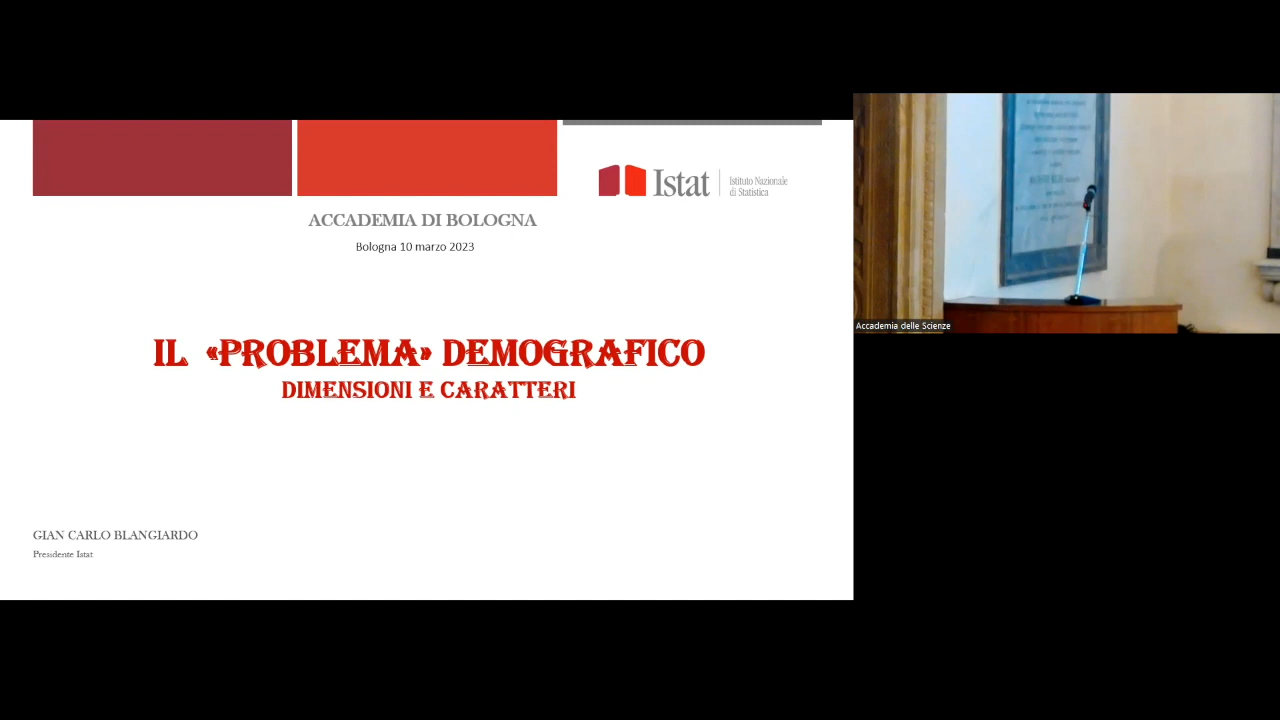 Istat
Istituto Nazionale
di Statistica
ACCADEMIA DI BOLOGNA
Bologna 10 marzo 2023
IL «PROBLEMA» DEMOGRAFICO
DIMENSIONI E CARATTERI
GIAN CARLO BLANGIARDO
Presidente Istat
Accademia delle Scienze